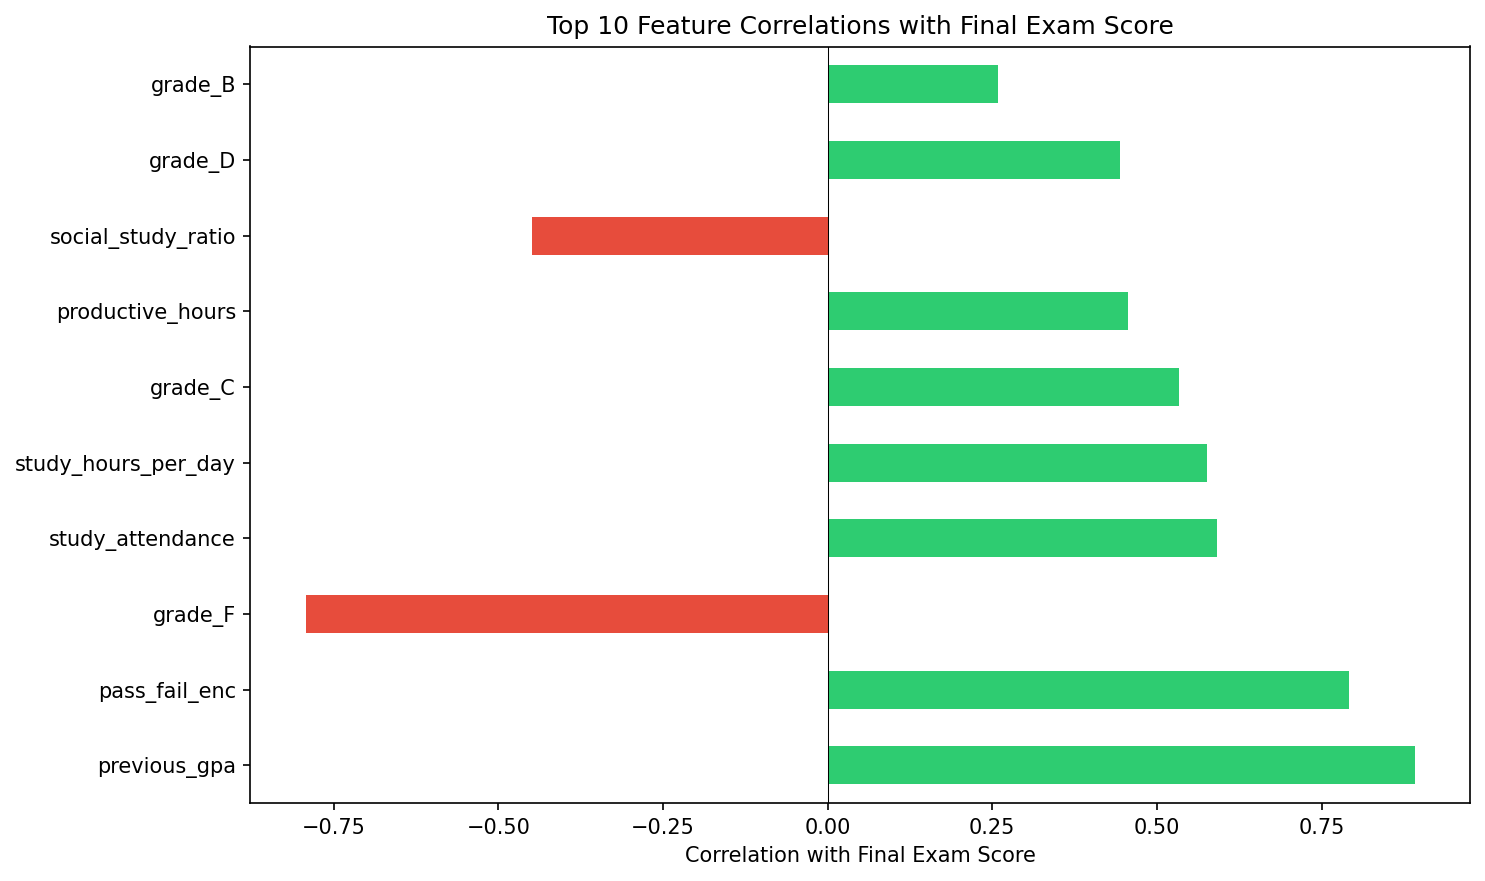 Top 10 Feature Correlations with Final Exam Score
grade_B
grade_D
social_study_ratio
productive_hours
grade_C
study_hours_per_day
study_attendance
grade_F
pass_fail_enc
previous_gpa
−0.75 −0.50 −0.25 0.00 0.25 0.50 0.75
Correlation with Final Exam Score